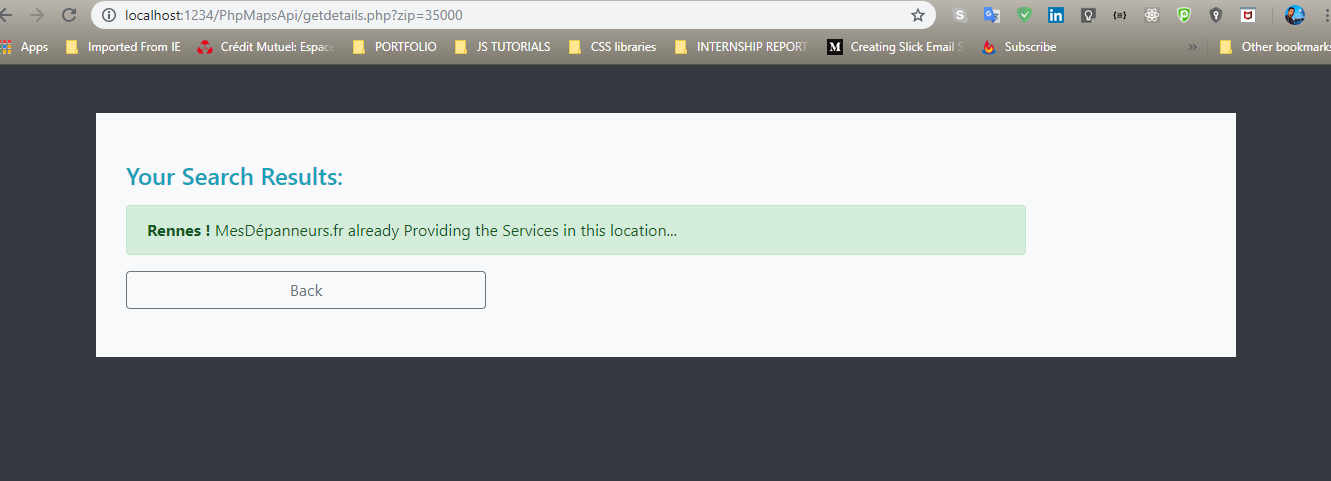 localhost:1234/PhpMapsApi/getdetails.php?zip=35000
Apps Imported From IE Crédit Mutuel: Espac PORTFOLIO JS TUTORIALS CSS libraries INTERNSHIP REPORT Creating Slick Email S Subscribe » Other bookmarks
Your Search Results:
Rennes ! MesDépanneurs.fr already Providing the Services in this location...
Back